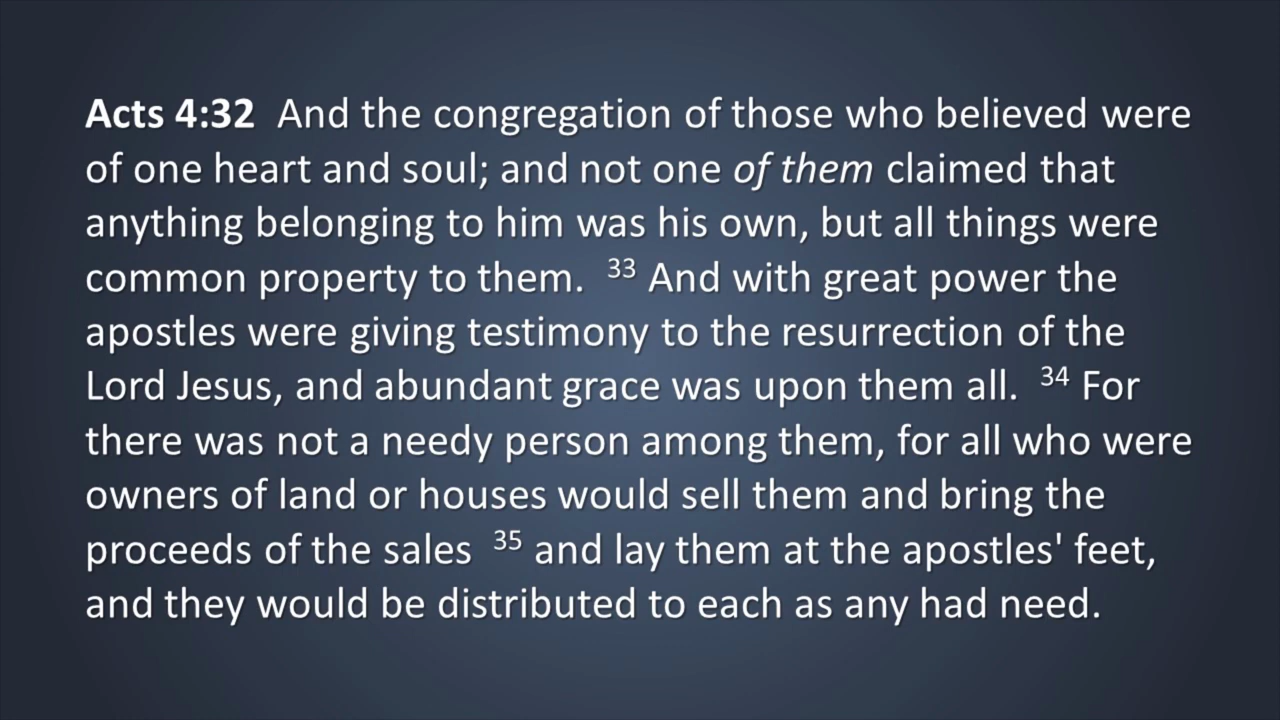 Acts 4:32  And the congregation of those who believed were
of one heart and soul; and not one of them claimed that
anything belonging to him was his own, but all things were
common property to them.  33 And with great power the
apostles were giving testimony to the resurrection of the
Lord Jesus, and abundant grace was upon them all.  34 For
there was not a needy person among them, for all who were
owners of land or houses would sell them and bring the
proceeds of the sales  35 and lay them at the apostles' feet,
and they would be distributed to each as any had need.